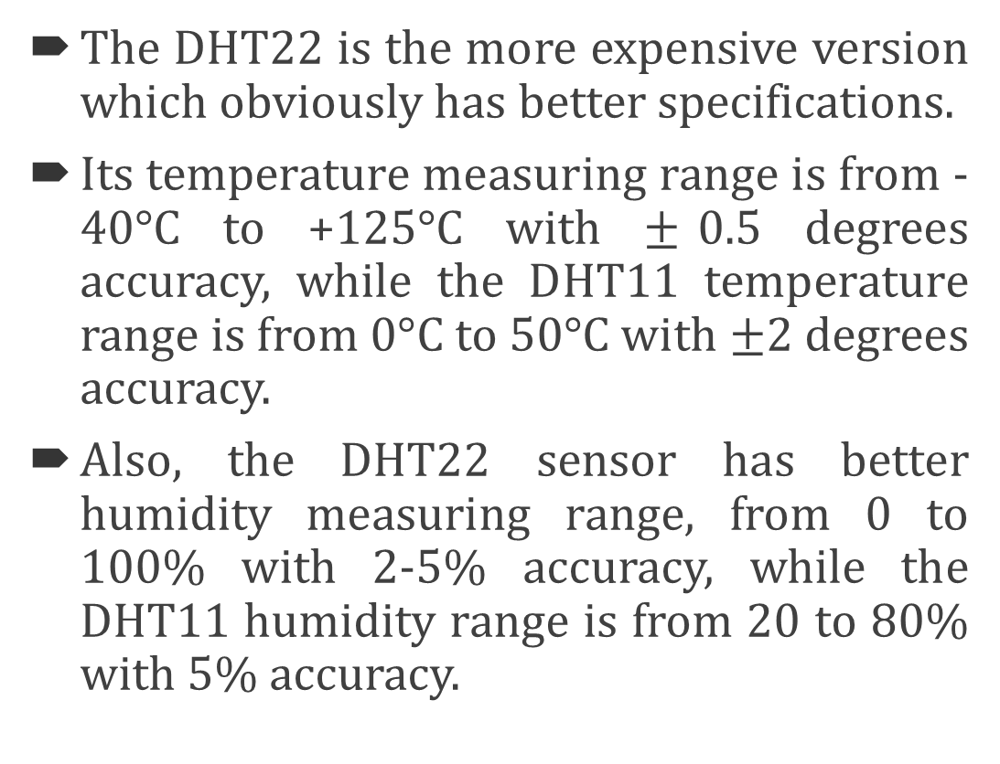 The DHT22 is the more expensive version
which obviously has better specifications.
Its temperature measuring range is from -
40°C to +125°C with ± 0.5 degrees
accuracy, while the DHT11 temperature
range is from 0°C to 50°C with ±2 degrees
accuracy.
Also, the DHT22 sensor has better
humidity measuring range, from 0 to
100% with 2-5% accuracy, while the
DHT11 humidity range is from 20 to 80%
with 5% accuracy.